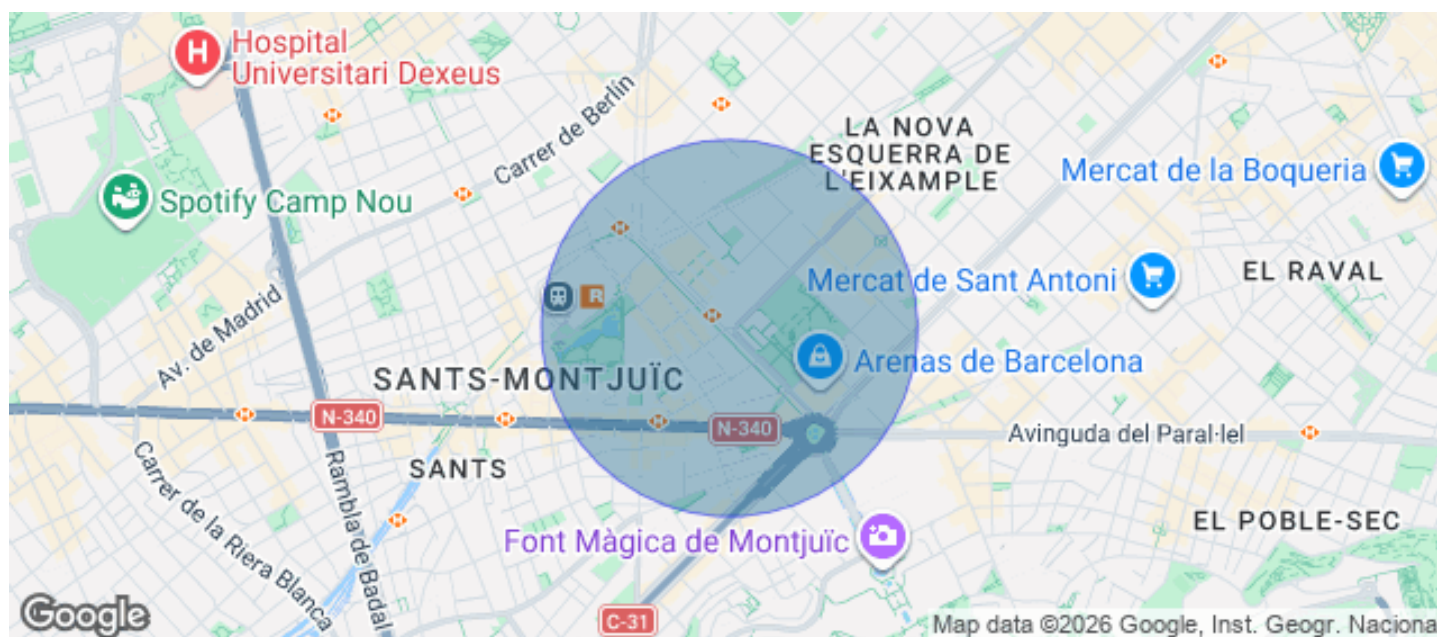 Hospital
Universitari Dexeus
Carrer de Berlín
LA NOVA
ESQUERRA DE
L'EIXAMPLE
Mercat de la Boqueria
Spotify Camp Nou
Mercat de Sant Antoni
EL RAVAL
R
Av. de Madrid
Arenas de Barcelona
SANTS-MONTJUÏC
N-340
N-340
Avinguda del Paral·lel
SANTS
Carrer de la Riera Blanca
Rambla de Badal
EL POBLE-SEC
Font Màgica de Montjuïc
C-31
Google
Map data ©2026 Google, Inst. Geogr. Naciona